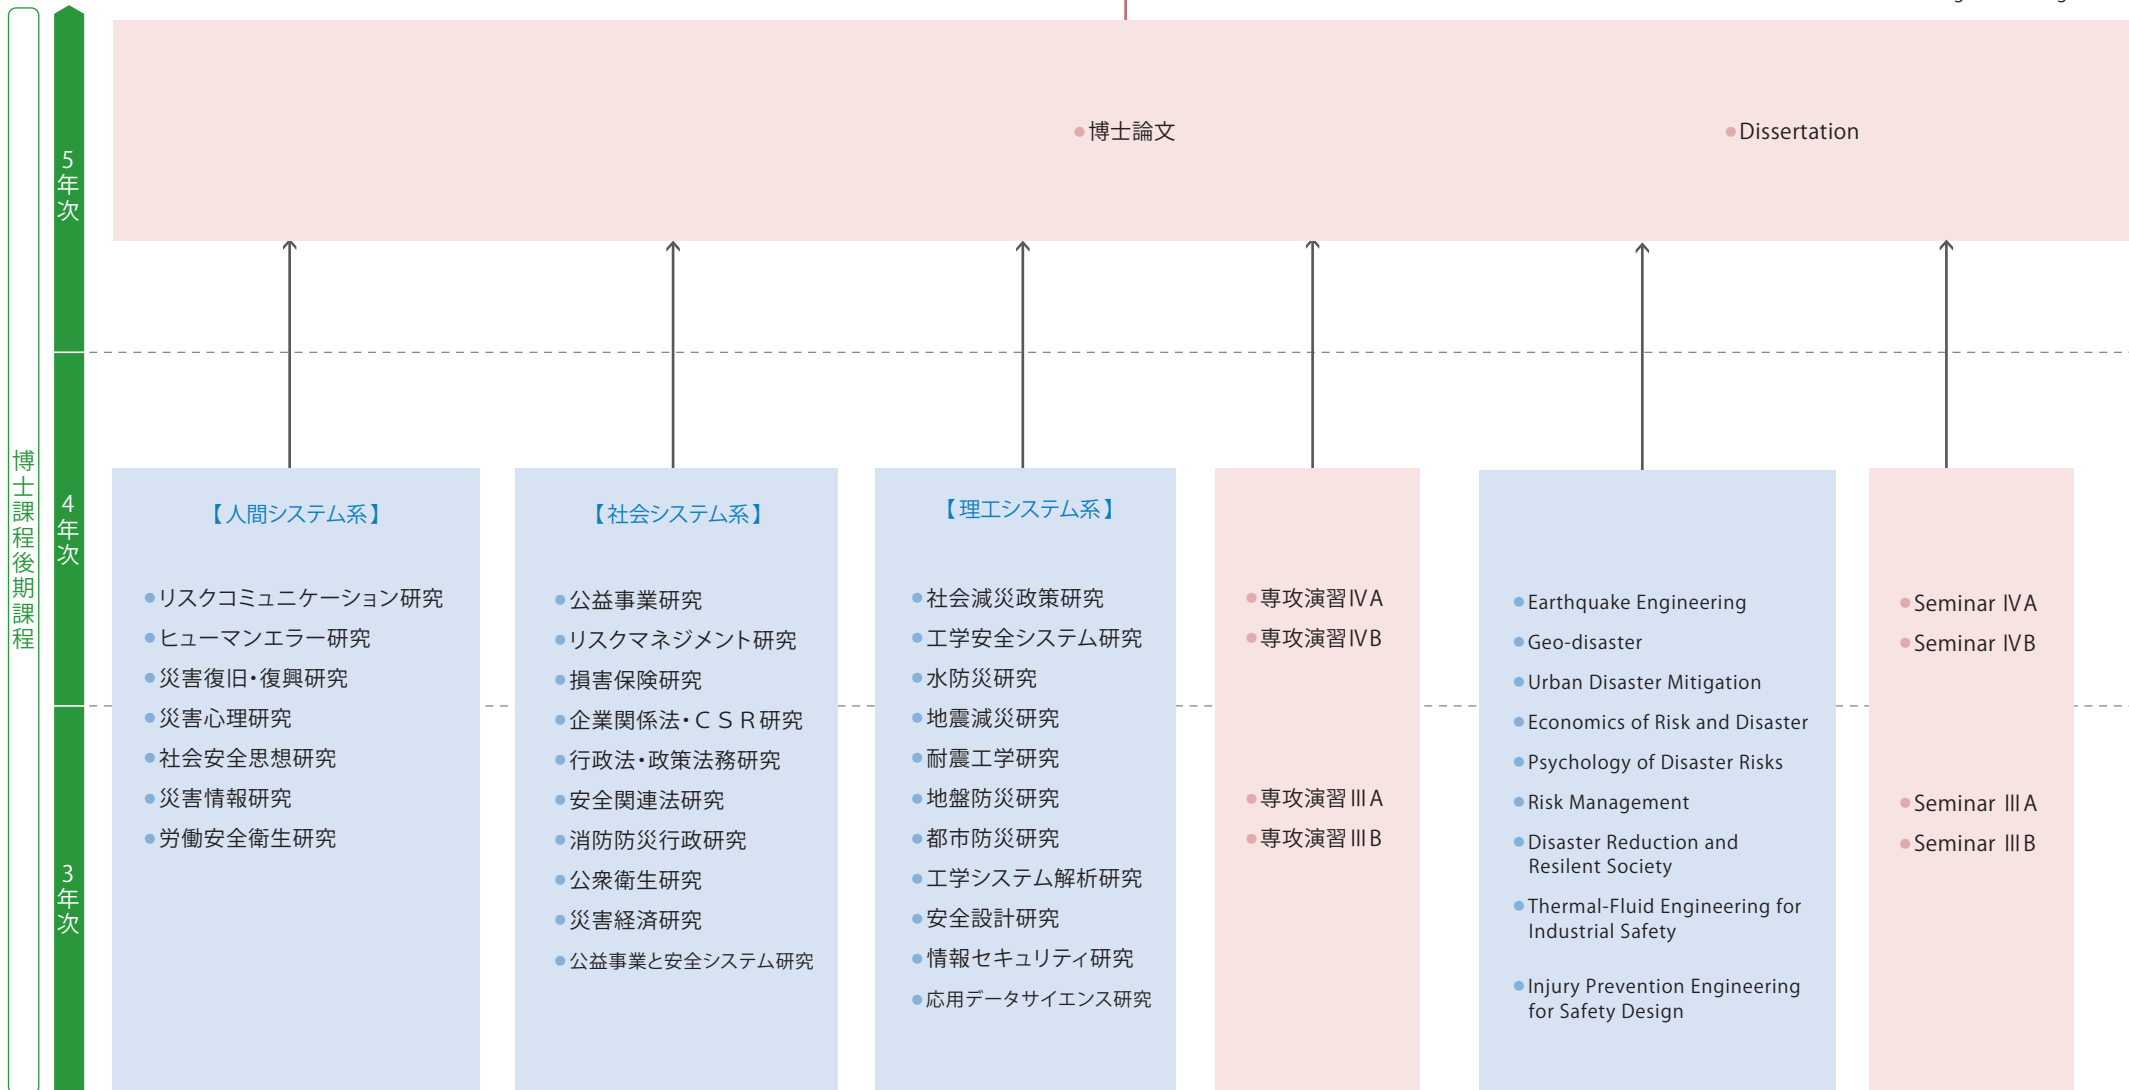 博士課程後期課程
5年次
4年次
3年次
●博士論文
●Dissertation
【人間システム系】
●リスクコミュニケーション研究
●ヒューマンエラー研究
●災害復旧・復興研究
●災害心理研究
●社会安全思想研究
●災害情報研究
●労働安全衛生研究
【社会システム系】
●公益事業研究
●リスクマネジメント研究
●損害保険研究
●企業関係法・CSR研究
●行政法・政策法務研究
●安全関連法研究
●消防防災行政研究
●公衆衛生研究
●災害経済研究
●公益事業と安全システム研究
【理工システム系】
●社会減災政策研究
●工学安全システム研究
●水防災研究
●地震減災研究
●耐震工学研究
●地盤防災研究
●都市防災研究
●工学システム解析研究
●安全設計研究
●情報セキュリティ研究
●応用データサイエンス研究
●専攻演習ⅣA
●専攻演習ⅣB
●専攻演習ⅢA
●専攻演習ⅢB
●Earthquake Engineering
●Geo-disaster
●Urban Disaster Mitigation
●Economics of Risk and Disaster
●Psychology of Disaster Risks
●Risk Management
●Disaster Reduction and
Resilent Society
●Thermal-Fluid Engineering for
Industrial Safety
●Injury Prevention Engineering
for Safety Design
●Seminar ⅣA
●Seminar ⅣB
●Seminar ⅢA
●Seminar ⅢB